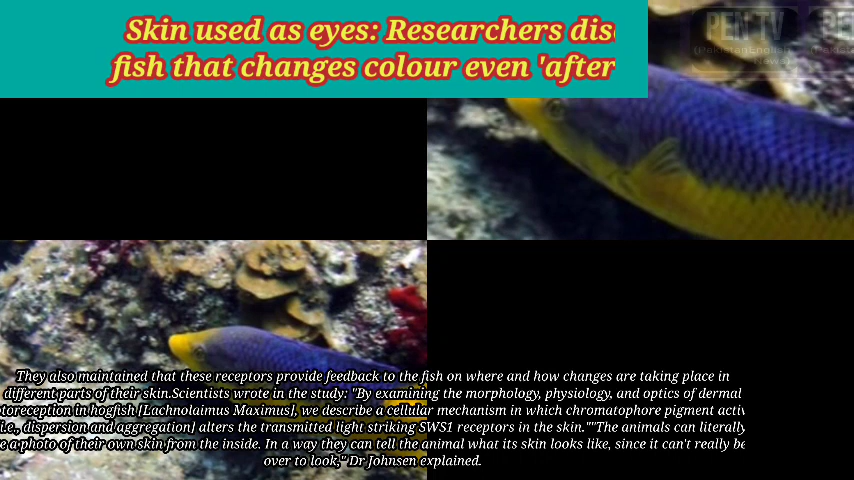 Skin used as eyes: Researchers dis
fish that changes colour even 'after
PEN TV
(PakistanEnglish
News)
They also maintained that these receptors provide feedback to the fish on where and how changes are taking place in
different parts of their skin.Scientists wrote in the study: "By examining the morphology, physiology, and optics of dermal
toreception in hogfish [Lachnolaimus Maximus], we describe a cellular mechanism in which chromatophore pigment activ
i.e., dispersion and aggregation] alters the transmitted light striking SWS1 receptors in the skin.""The animals can literally
e a photo of their own skin from the inside. In a way they can tell the animal what its skin looks like, since it can't really be
over to look," Dr Johnsen explained.